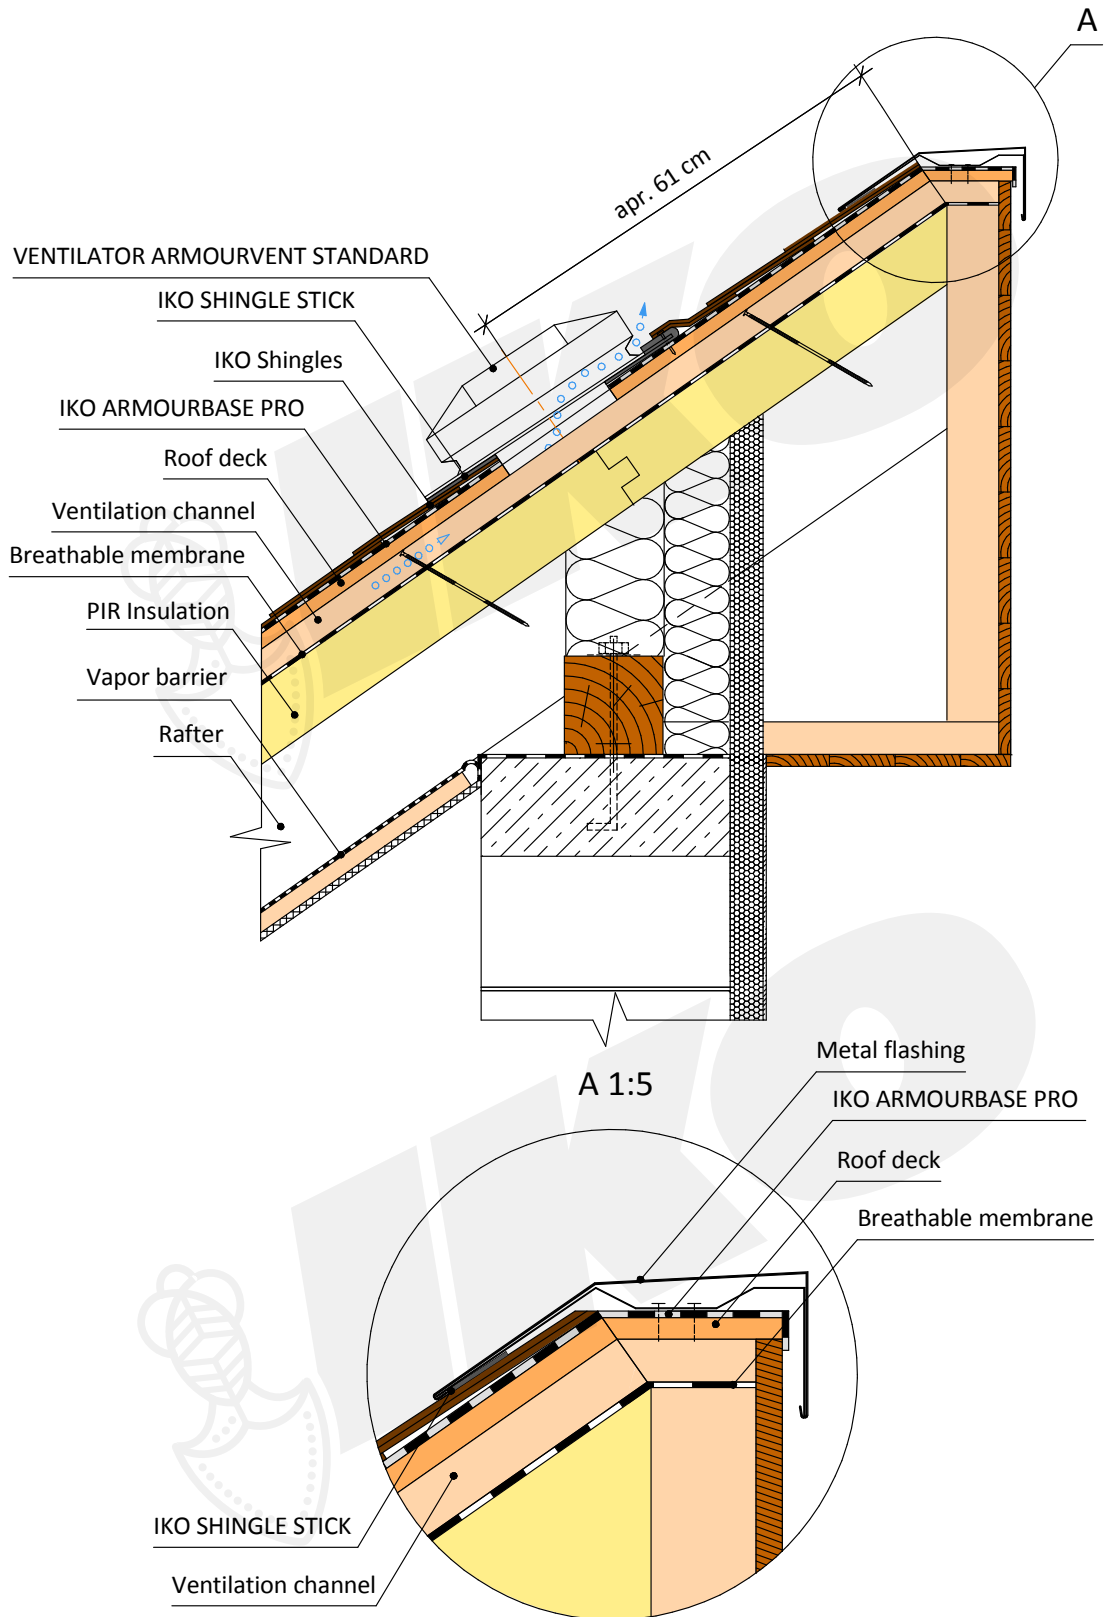 A
apr. 61 cm
VENTILATOR ARMOURVENT STANDARD
IKO SHINGLE STICK
IKO Shingles
IKO ARMOURBASE PRO
Roof deck
Ventilation channel
Breathable membrane
PIR Insulation
Vapor barrier
Rafter
IKO
A 1:5
Metal flashing
IKO ARMOURBASE PRO
Roof deck
Breathable membrane
IKO SHINGLE STICK
Ventilation channel
IKO